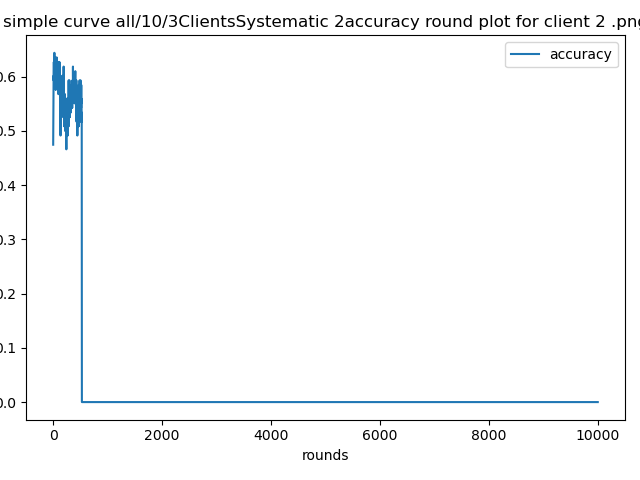 simple curve all/10/3ClientsSystematic 2accuracy round plot for client 2 .png
accuracy
0.6
0.5
0.4
0.3
0.2
0.1
0.0
0 2000 4000 6000 8000 10000
rounds